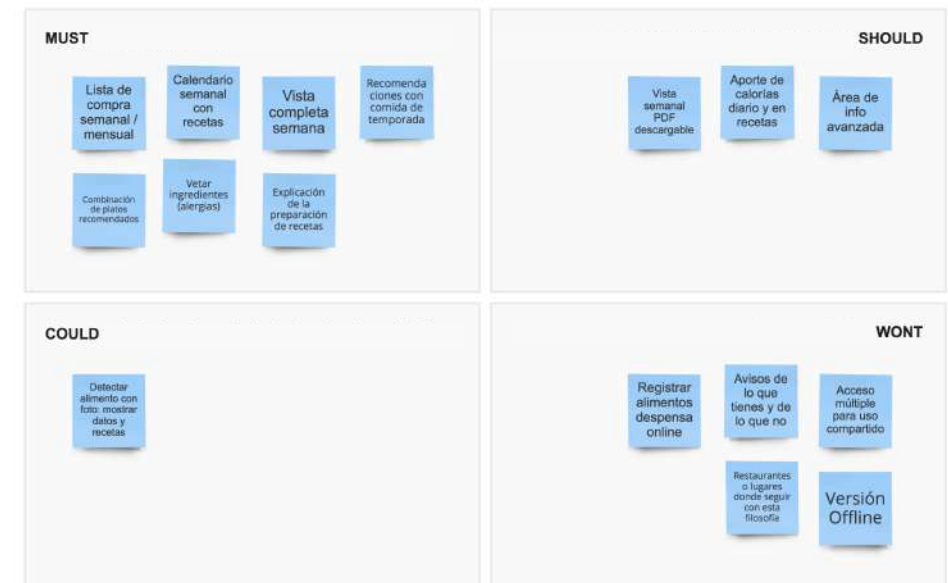 MUST
Lista de
compra
semanal /
mensual
Calendario
semanal
con
recetas
Vista
completa
semana
Recomenda
ciones con
comida de
temporada
Combinación
de platos
recomendados
Vetar
ingredientes
(alergias)
Explicación
de la
preparación
de recetas
SHOULD
Vista
semanal
PDF
descargable
Aporte de
calorías
diario y en
recetas
Área de
info
avanzada
COULD
Detectar
alimento con
foto: mostrar
datos y
recetas
WONT
Registrar
alimentos
despensa
online
Avisos de
lo que
tienes y de
lo que no
Acceso
múltiple
para uso
compartido
Restaurantes
o lugares
donde seguir
con esta
filosofía
Versión
Offline